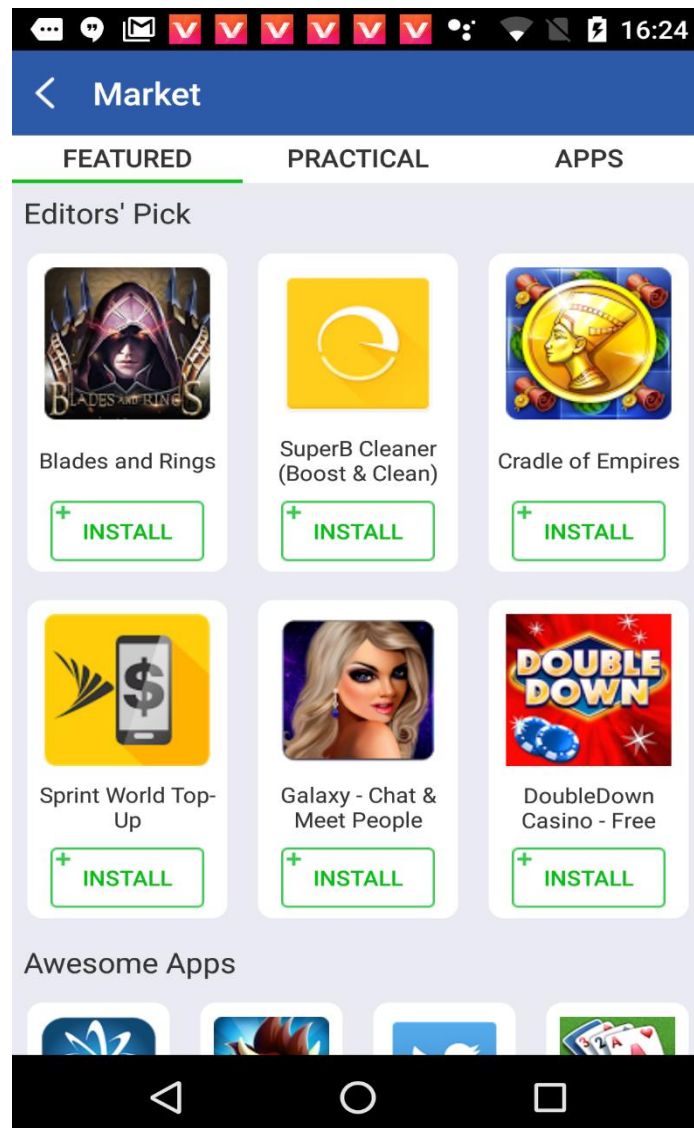 16:24
Market
FEATURED PRACTICAL APPS
Editors' Pick
BLADES AND RINGS
Blades and Rings
INSTALL
SuperB Cleaner
(Boost & Clean)
INSTALL
Cradle of Empires
INSTALL
Sprint World Top-
Up
INSTALL
Galaxy - Chat &
Meet People
INSTALL
DOUBLE
DOWN
DoubleDown
Casino - Free
INSTALL
Awesome Apps
3 2 A